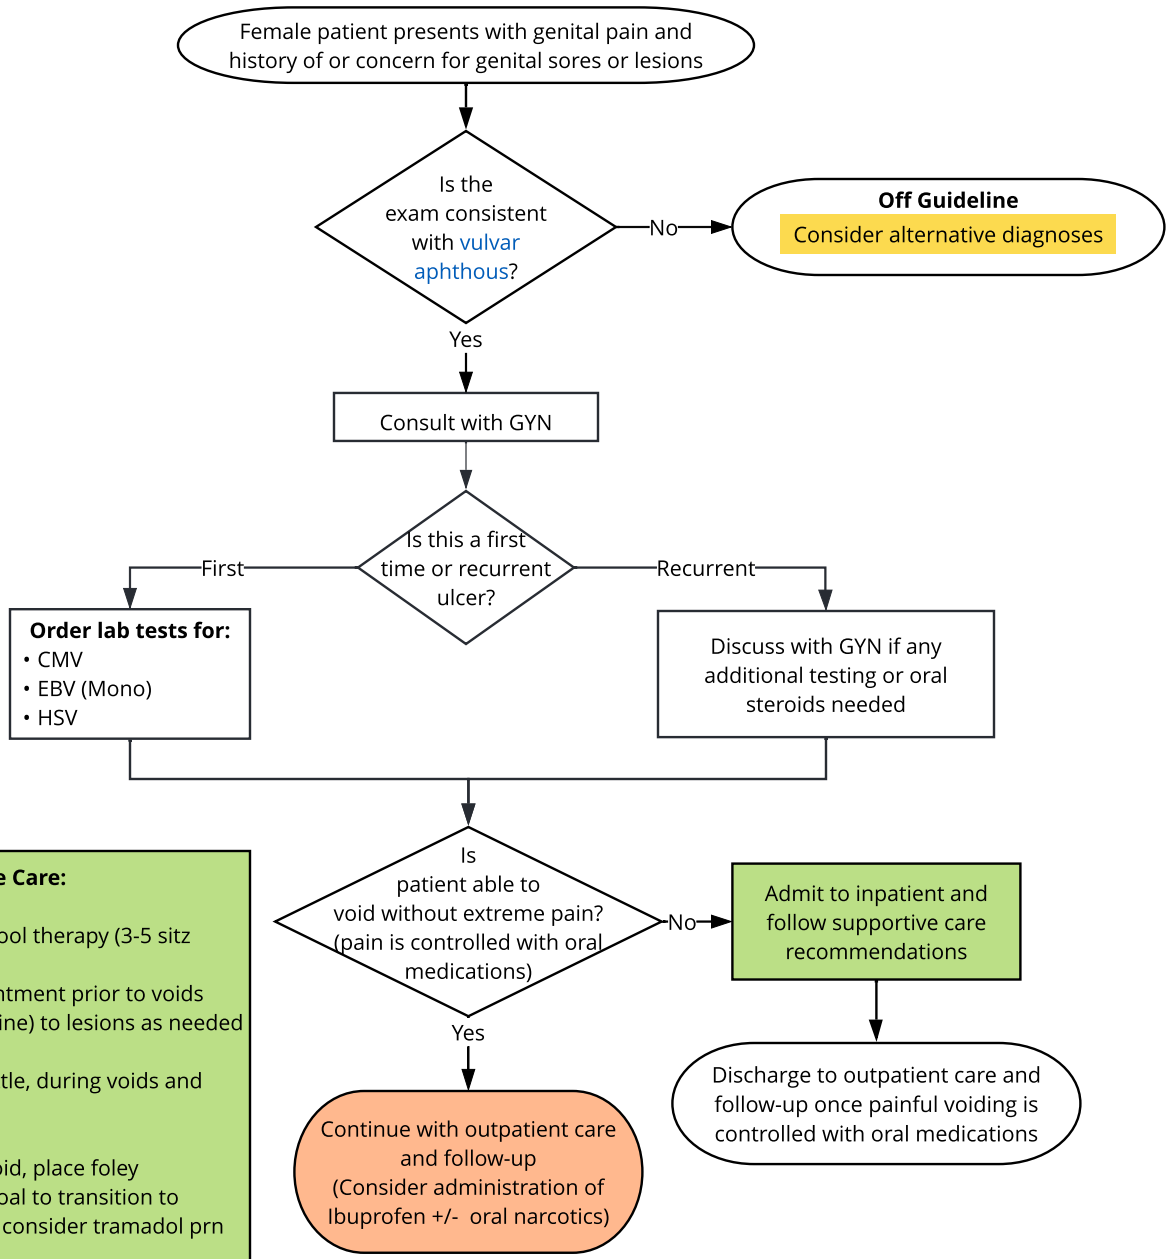 Female patient presents with genital pain and
history of or concern for genital sores or lesions
Is the
exam consistent
with vulvar
aphthous?
No
Off Guideline
Consider alternative diagnoses
Yes
Consult with GYN
Is this a first
time or recurrent
ulcer?
First
Recurrent
Order lab tests for:
• CMV
• EBV (Mono)
• HSV
Discuss with GYN if any
additional testing or oral
steroids needed
Is
patient able to
void without extreme pain?
(pain is controlled with oral
medications)
No
Admit to inpatient and
follow supportive care
recommendations
Yes
Discharge to outpatient care and
follow-up once painful voiding is
controlled with oral medications
Continue with outpatient care
and follow-up
(Consider administration of
Ibuprofen +/- oral narcotics)
Care:
therapy (3-5 sitz
prior to voids
to lesions as needed
during voids and
place foley
to transition to
consider tramadol prn